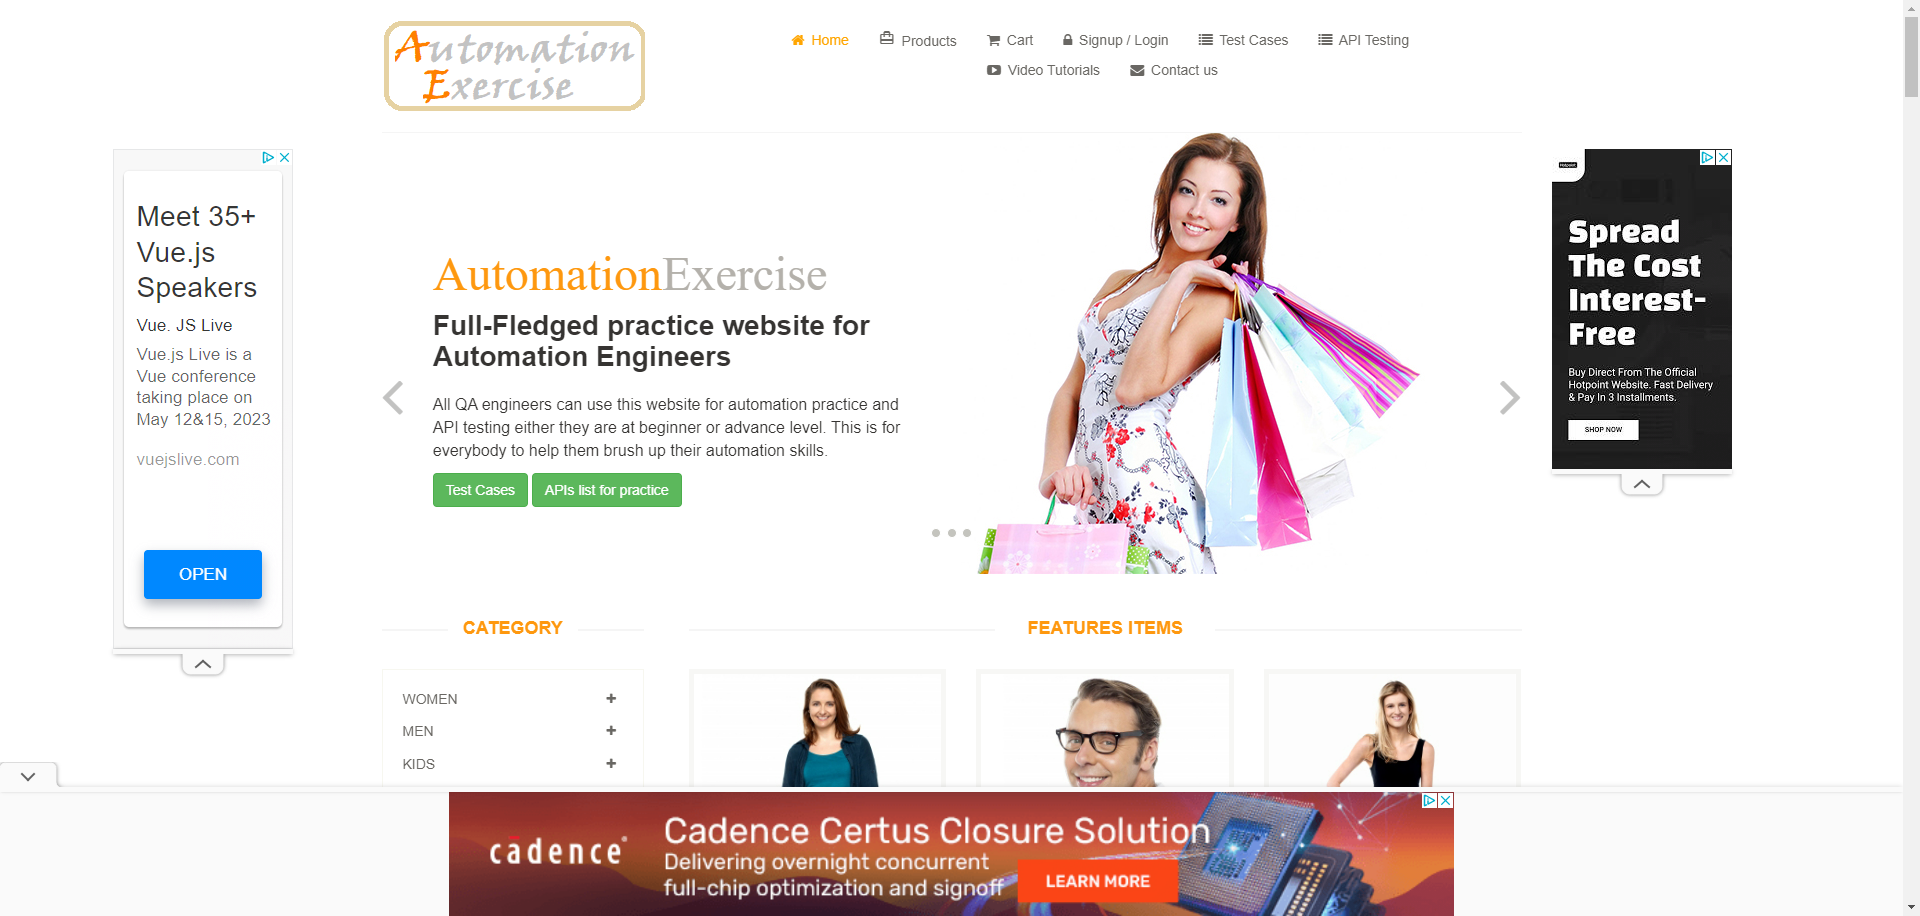 Automation
Exercise
Home
Products
Cart
Signup / Login
Test Cases
API Testing
Video Tutorials
Contact us
Meet 35+
Vue.js
Speakers
Vue. JS Live
Vue.js Live is a
Vue conference
taking place on
May 12&15, 2023
vuejslive.com
OPEN
AutomationExercise
Full-Fledged practice website for
Automation Engineers
All QA engineers can use this website for automation practice and
API testing either they are at beginner or advance level. This is for
everybody to help them brush up their automation skills.
Test Cases
APIs list for practice
Hotpoint
Spread
The Cost
Interest-
Free
Buy Direct From The Official
Hotpoint Website. Fast Delivery
& Pay In 3 Installments.
SHOP NOW
CATEGORY
WOMEN
MEN
KIDS
FEATURES ITEMS
cādence®
Cadence Certus Closure Solution
Delivering overnight concurrent
full-chip optimization and signoff
LEARN MORE